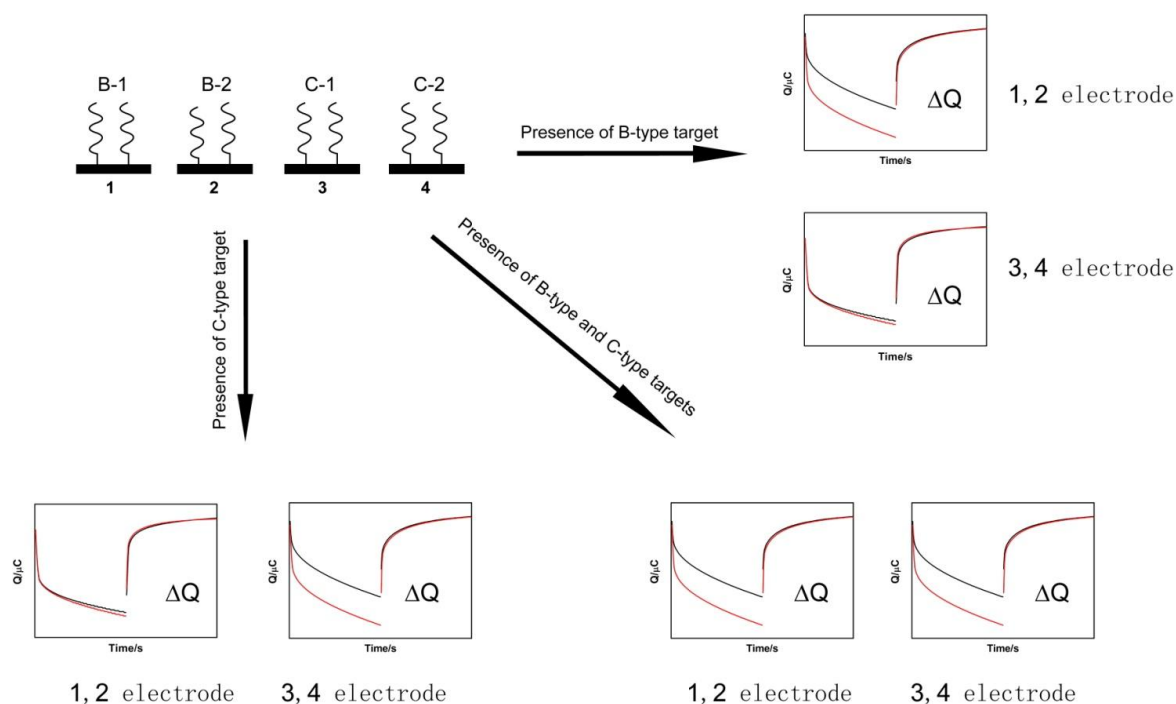 B-1
B-2
C-1
C-2
1
2
3
4
Presence of B-type target
Q/µC
ΔQ
Time/s
1, 2 electrode
Q/µC
ΔQ
Time/s
3, 4 electrode
Presence of C-type target
Presence of B-type and C-type targets
Q/µC
ΔQ
Time/s
1, 2 electrode
Q/µC
ΔQ
Time/s
3, 4 electrode
Q/µC
ΔQ
Time/s
1, 2 electrode
Q/µC
ΔQ
Time/s
3, 4 electrode